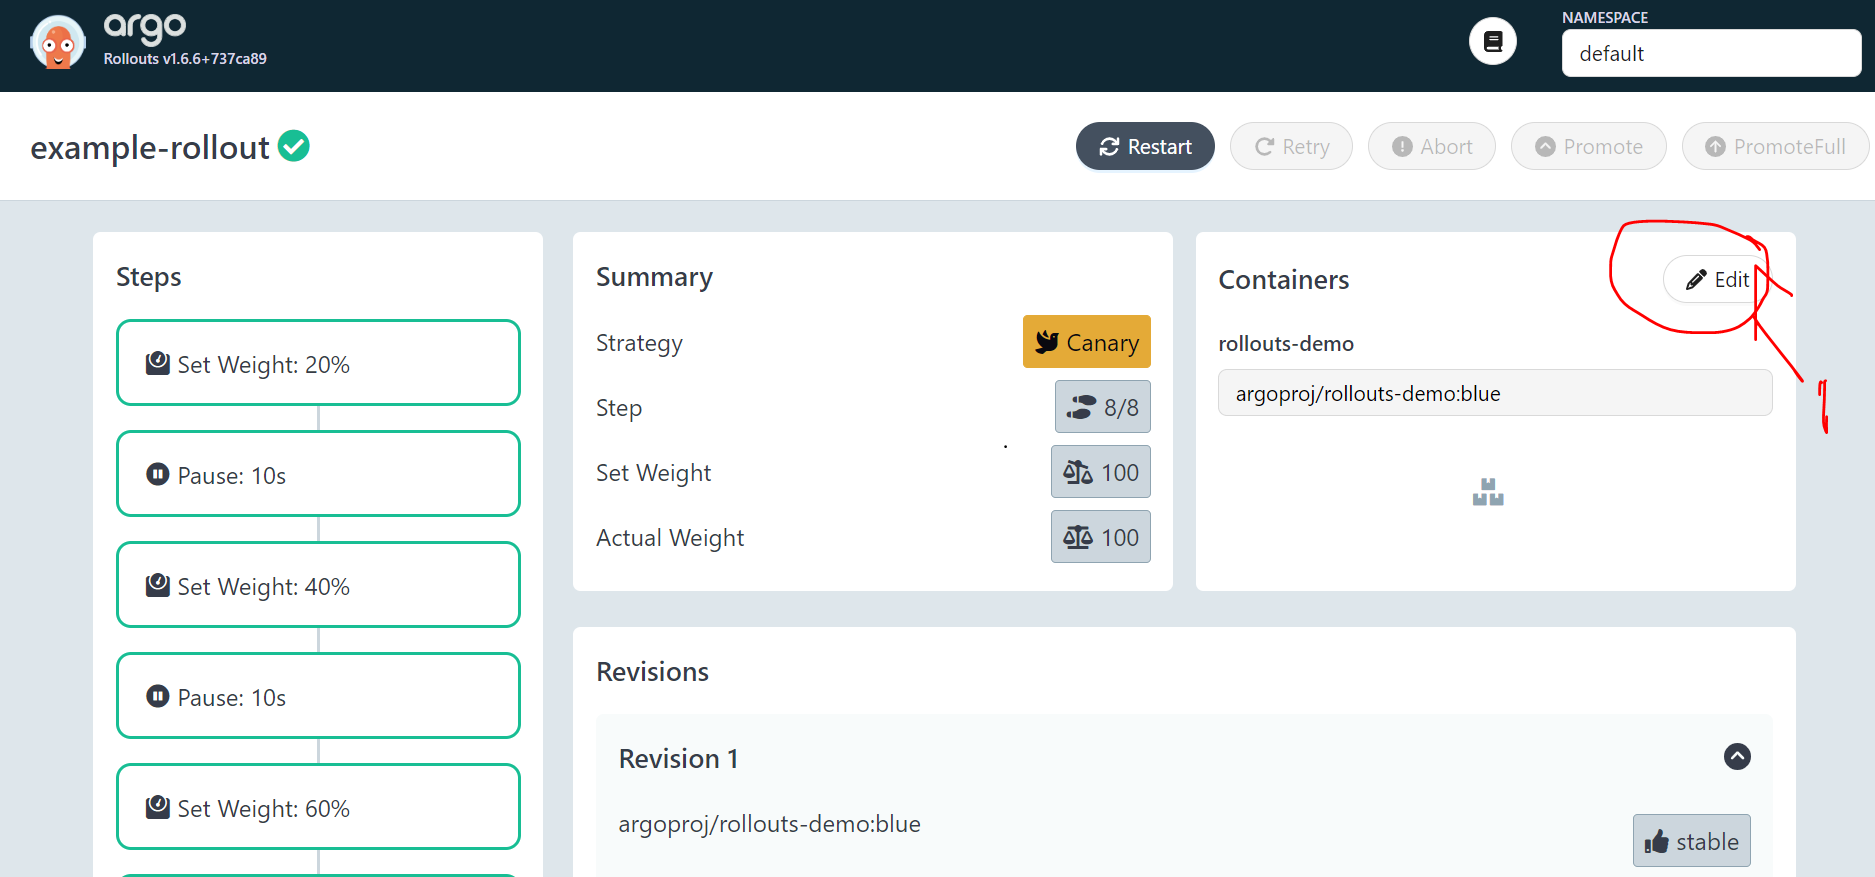 argo
Rollouts v1.6.6+737ca89
NAMESPACE
default
example-rollout
Restart
Retry
Abort
Promote
PromoteFull
Steps
Set Weight: 20%
Pause: 10s
Set Weight: 40%
Pause: 10s
Set Weight: 60%
Summary
Strategy
Canary
Step
8/8
Set Weight
100
Actual Weight
100
Containers
Edit
rollouts-demo
argoproj/rollouts-demo:blue
1
Revisions
Revision 1
argoproj/rollouts-demo:blue
stable